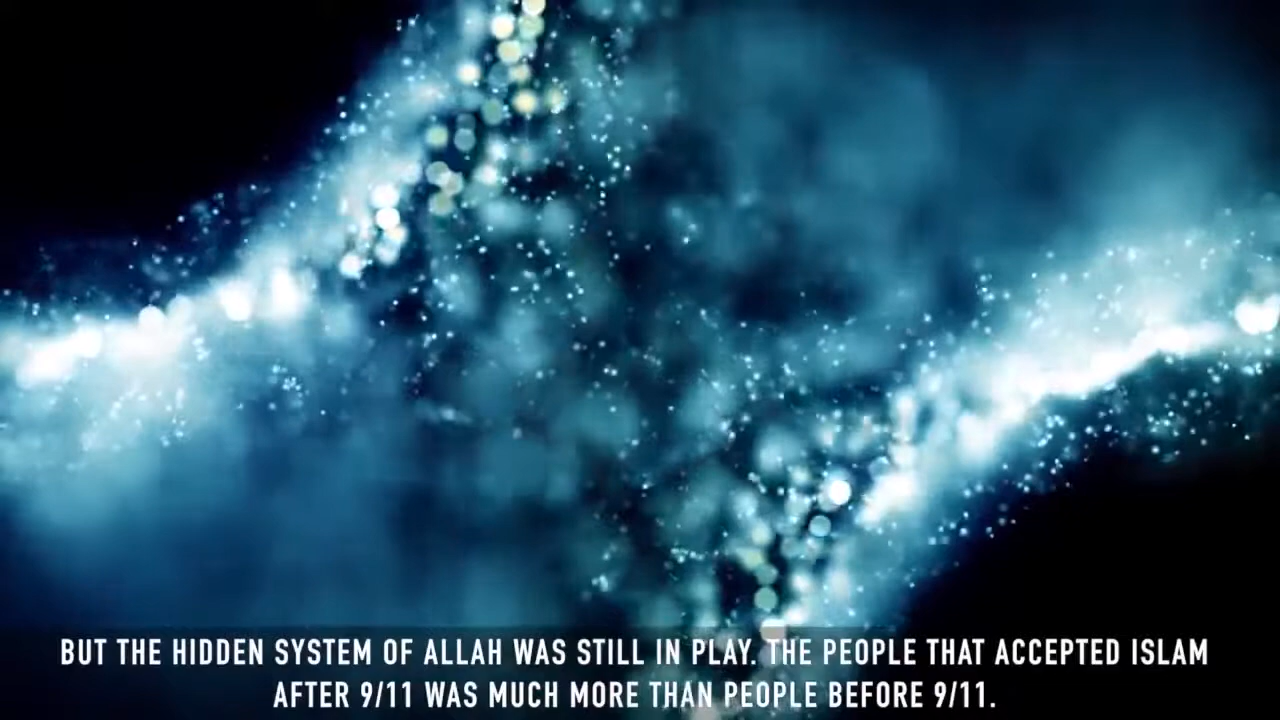 BUT THE HIDDEN SYSTEM OF ALLAH WAS STILL IN PLAY. THE PEOPLE THAT ACCEPTED ISLAM
AFTER 9/11 WAS MUCH MORE THAN PEOPLE BEFORE 9/11.